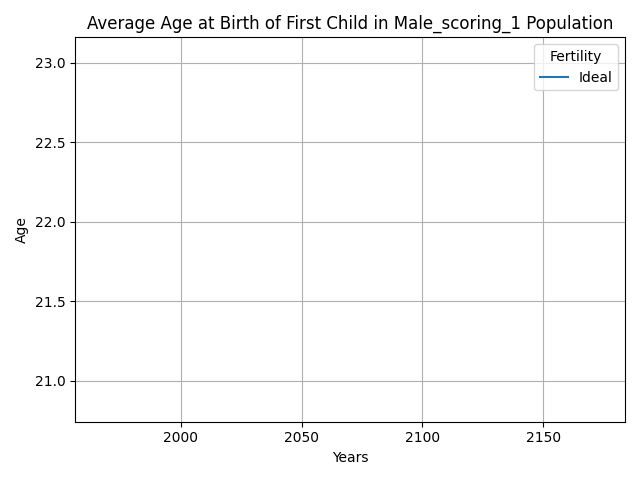 Average Age at Birth of First Child in Male_scoring_1 Population
Fertility
Ideal
23.0
22.5
22.0
21.5
21.0
Age
2000 2050 2100 2150
Years